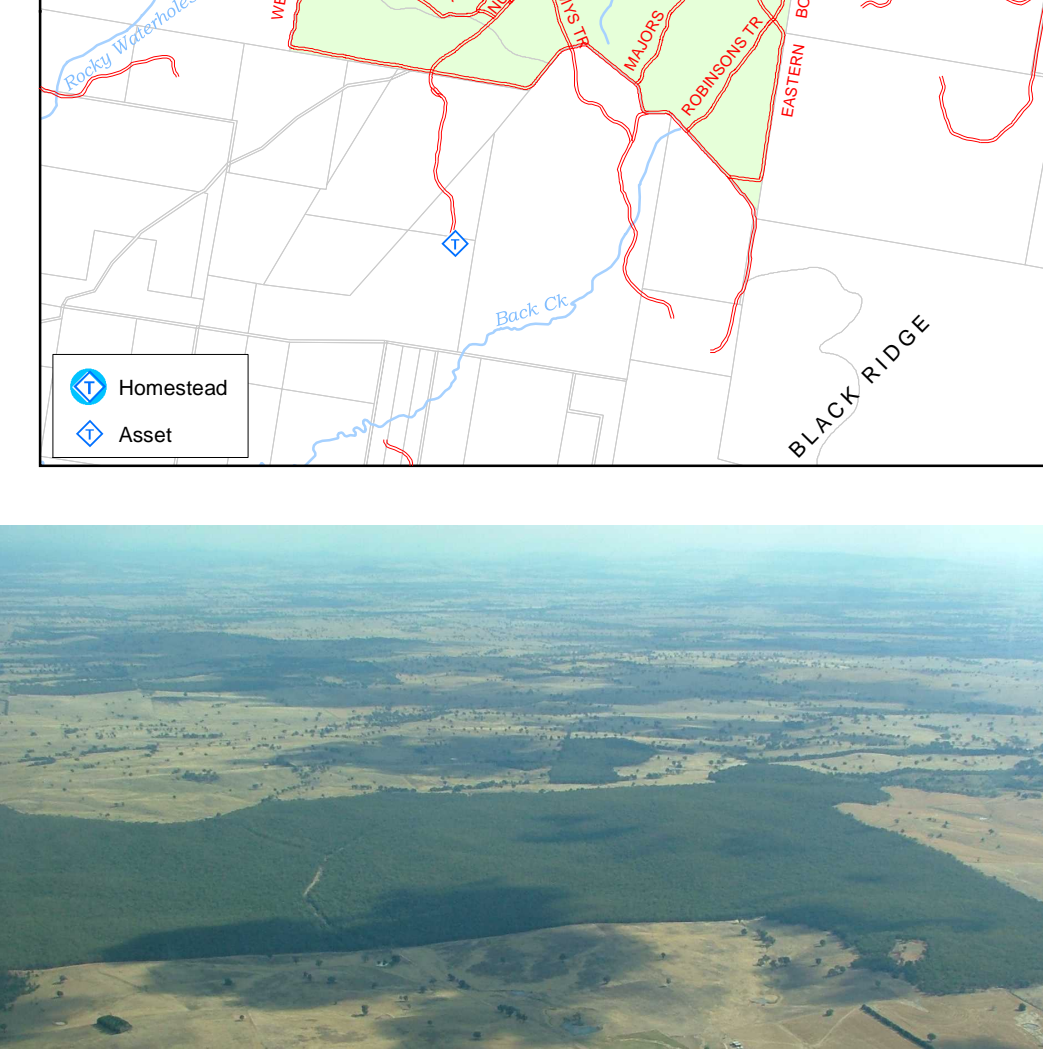 Rocky Waterholes
MAJORS
ROBINSONS TR
EASTERN
Back Ck
BLACK RIDGE
T
T Homestead
T Asset